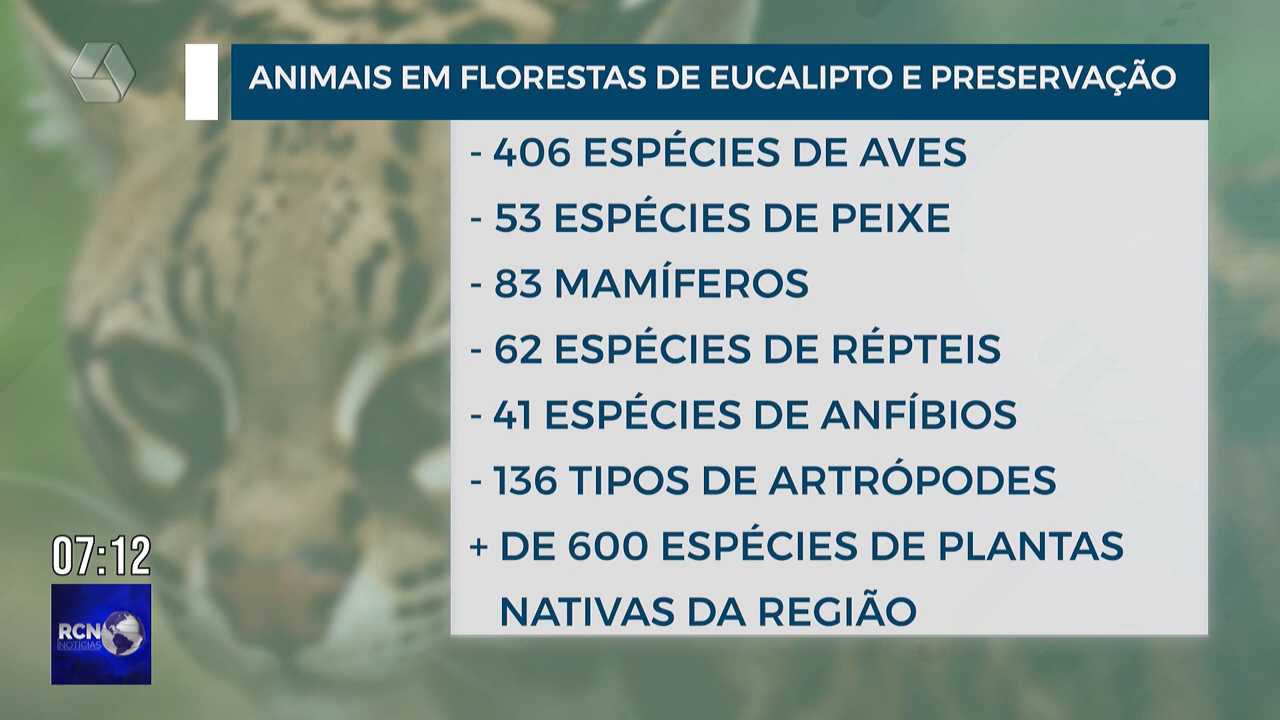 ANIMAIS EM FLORESTAS DE EUCALIPTO E PRESERVAÇÃO
- 406 ESPÉCIES DE AVES
- 53 ESPÉCIES DE PEIXE
- 83 MAMÍFEROS
- 62 ESPÉCIES DE RÉPTEIS
- 41 ESPÉCIES DE ANFÍBIOS
- 136 TIPOS DE ARTRÓPODES
+ DE 600 ESPÉCIES DE PLANTAS
NATIVAS DA REGIÃO
07:12
RCN
NOTÍCIAS